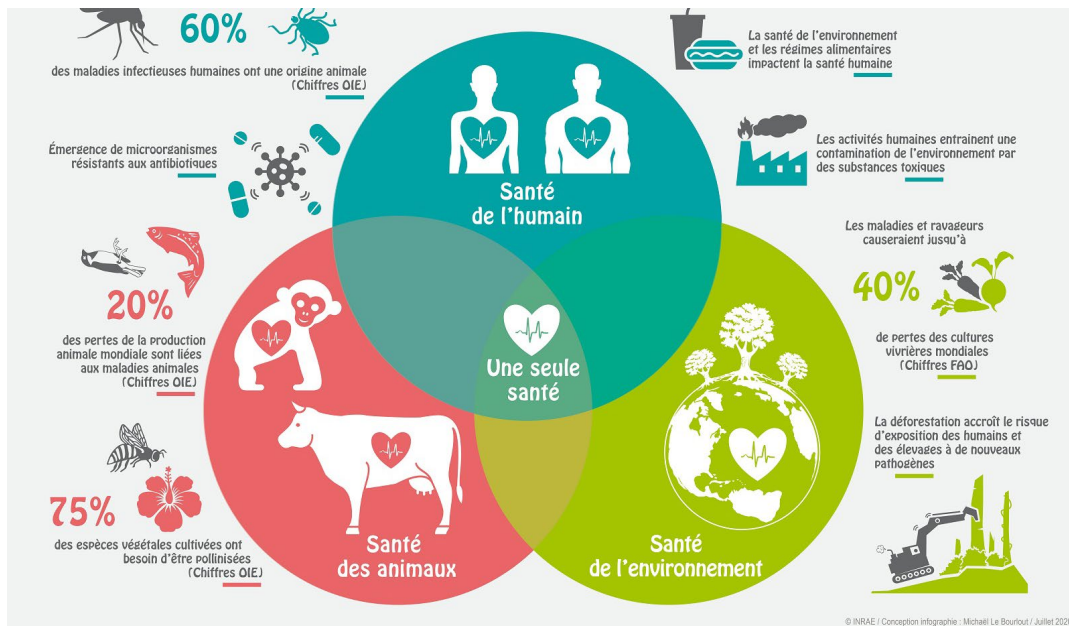 60%
des maladies infectieuses humaines ont une origine animale
(Chiffres OIE)
Émergence de microorganismes
résistants aux antibiotiques
20%
des pertes de la production
animale mondiale sont liées
aux maladies animales
(Chiffres OIE)
75%
des espèces végétales cultivées ont
besoin d'être pollinisées
(Chiffres OIE)
Santé
de l'humain
Une seule
santé
Santé
des animaux
Santé
de l'environnement
La santé de l'environnement
et les régimes alimentaires
impactent la santé humaine
Les activités humaines entrainent une
contamination de l'environnement par
des substances toxiques
Les maladies et ravageurs
causeraient jusqu'à
40%
de pertes des cultures
vivrières mondiales
(Chiffres FAO)
La déforestation accroît le risque
d'exposition des humains et
des élevages à de nouveaux
pathogènes
© INRAE / Conception infographie : Michaël Le Bourlout / Juillet 2020